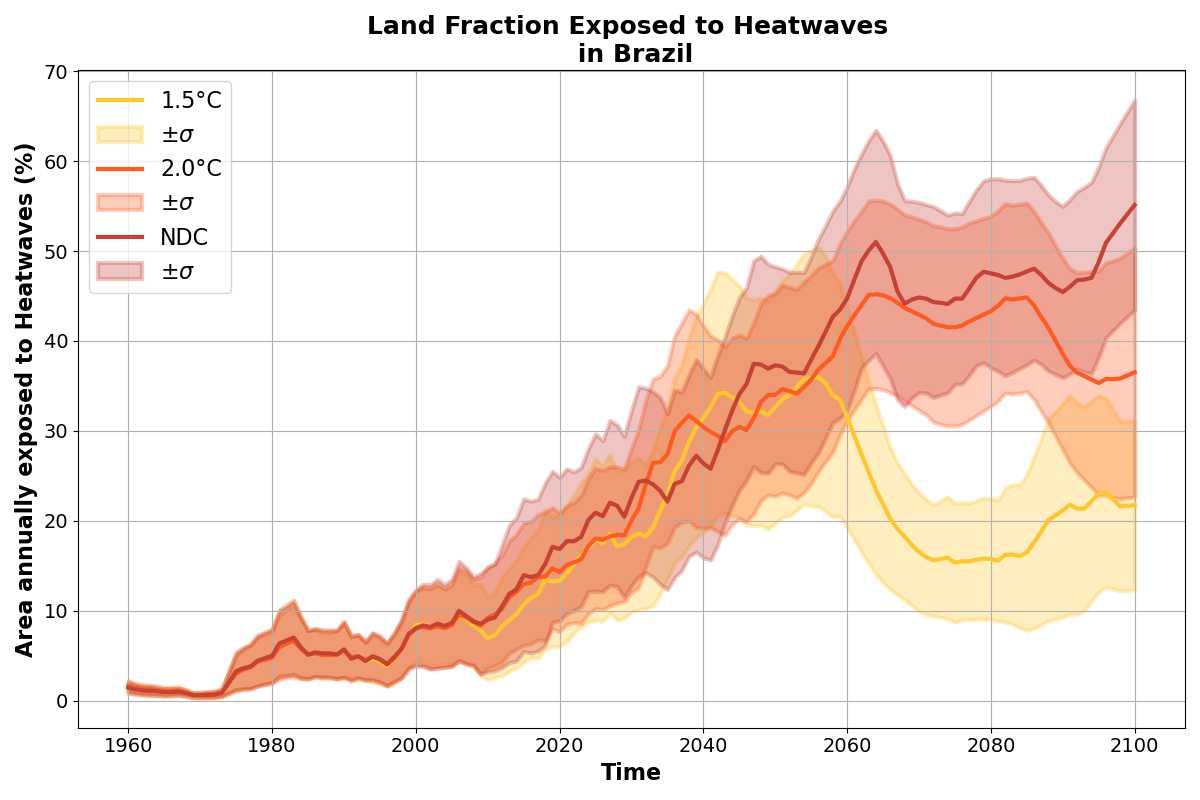 Land Fraction Exposed to Heatwaves
in Brazil
Area annually exposed to Heatwaves (%)
70
60
50
40
30
20
10
0
1.5°C
±σ
2.0°C
±σ
NDC
±σ
1960 1980 2000 2020 2040 2060 2080 2100
Time